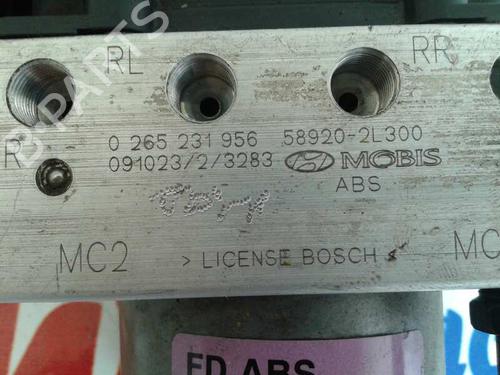 RL RR
0 265 231 956 58920-2L300
R 091023/2/3283 MOBIS
ABS
MC2 > LICENSE BOSCH < MC
ED ABS
B-PARTS